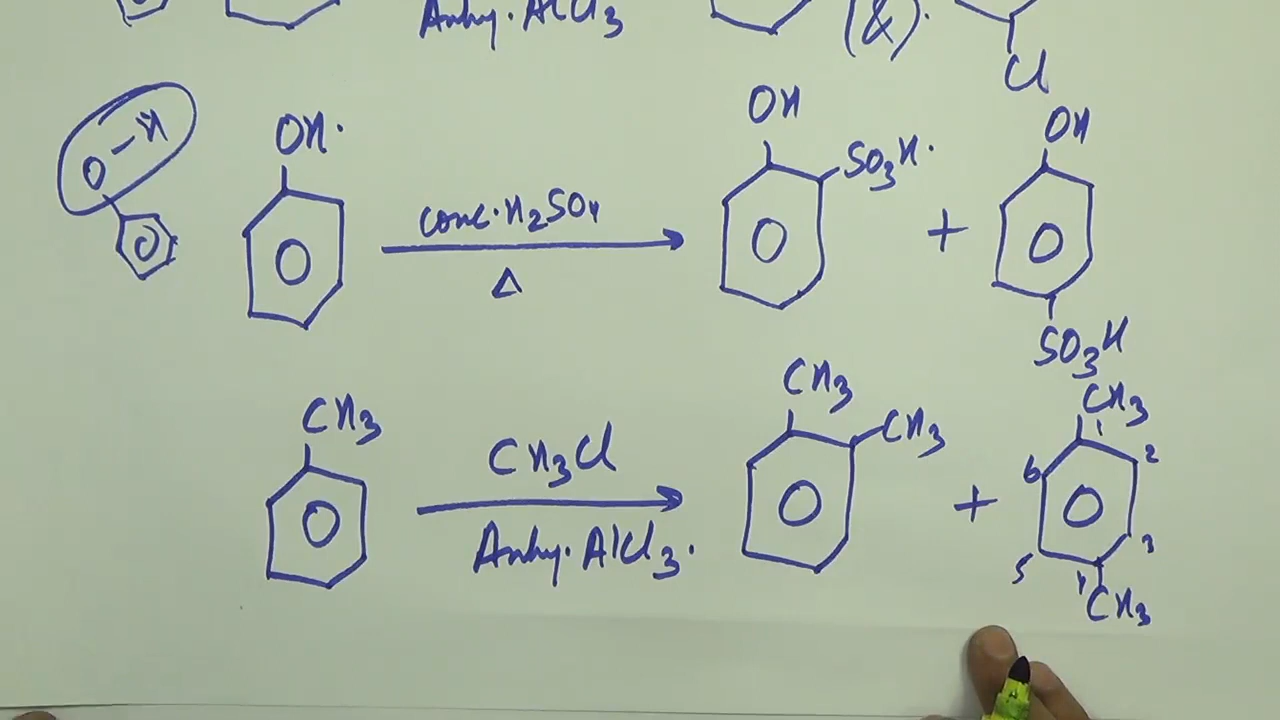 Anhy. AlCl3 (&).
Cl
O-H
OH.
conc. H2SO4
Δ
OH
SO3H.
+
OH
SO3H
CH3
CH3Cl
Anhy. AlCl3.
CH3
CH3
+
CH3
1
2
3
4
5
6
CH3